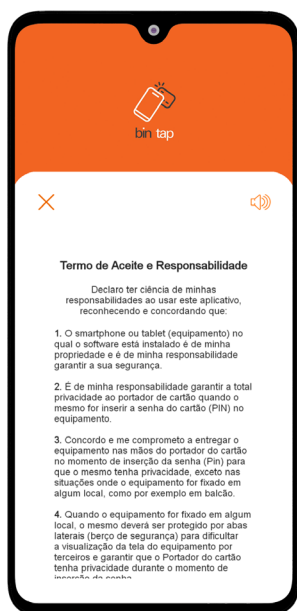 bin tap
Termo de Aceite e Responsabilidade
Declaro ter ciência de minhas
responsabilidades ao usar este aplicativo,
reconhecendo e concordando que:
1. O smartphone ou tablet (equipamento) no
qual o software está instalado é de minha
propriedade e é de minha responsabilidade
garantir a sua segurança.
2. É de minha responsabilidade garantir a total
privacidade ao portador de cartão quando o
mesmo for inserir a senha do cartão (PIN) no
equipamento.
3. Concordo e me comprometo a entregar o
equipamento nas mãos do portador do cartão
no momento de inserção da senha (Pin) para
que o mesmo tenha privacidade, exceto nas
situações onde o equipamento for fixado em
algum local, como por exemplo em balcão.
4. Quando o equipamento for fixado em algum
local, o mesmo deverá ser protegido por abas
laterais (berço de segurança) para dificultar
a visualização da tela do equipamento por
terceiros e garantir que o Portador do cartão
tenha privacidade durante o momento de
inserção da senha